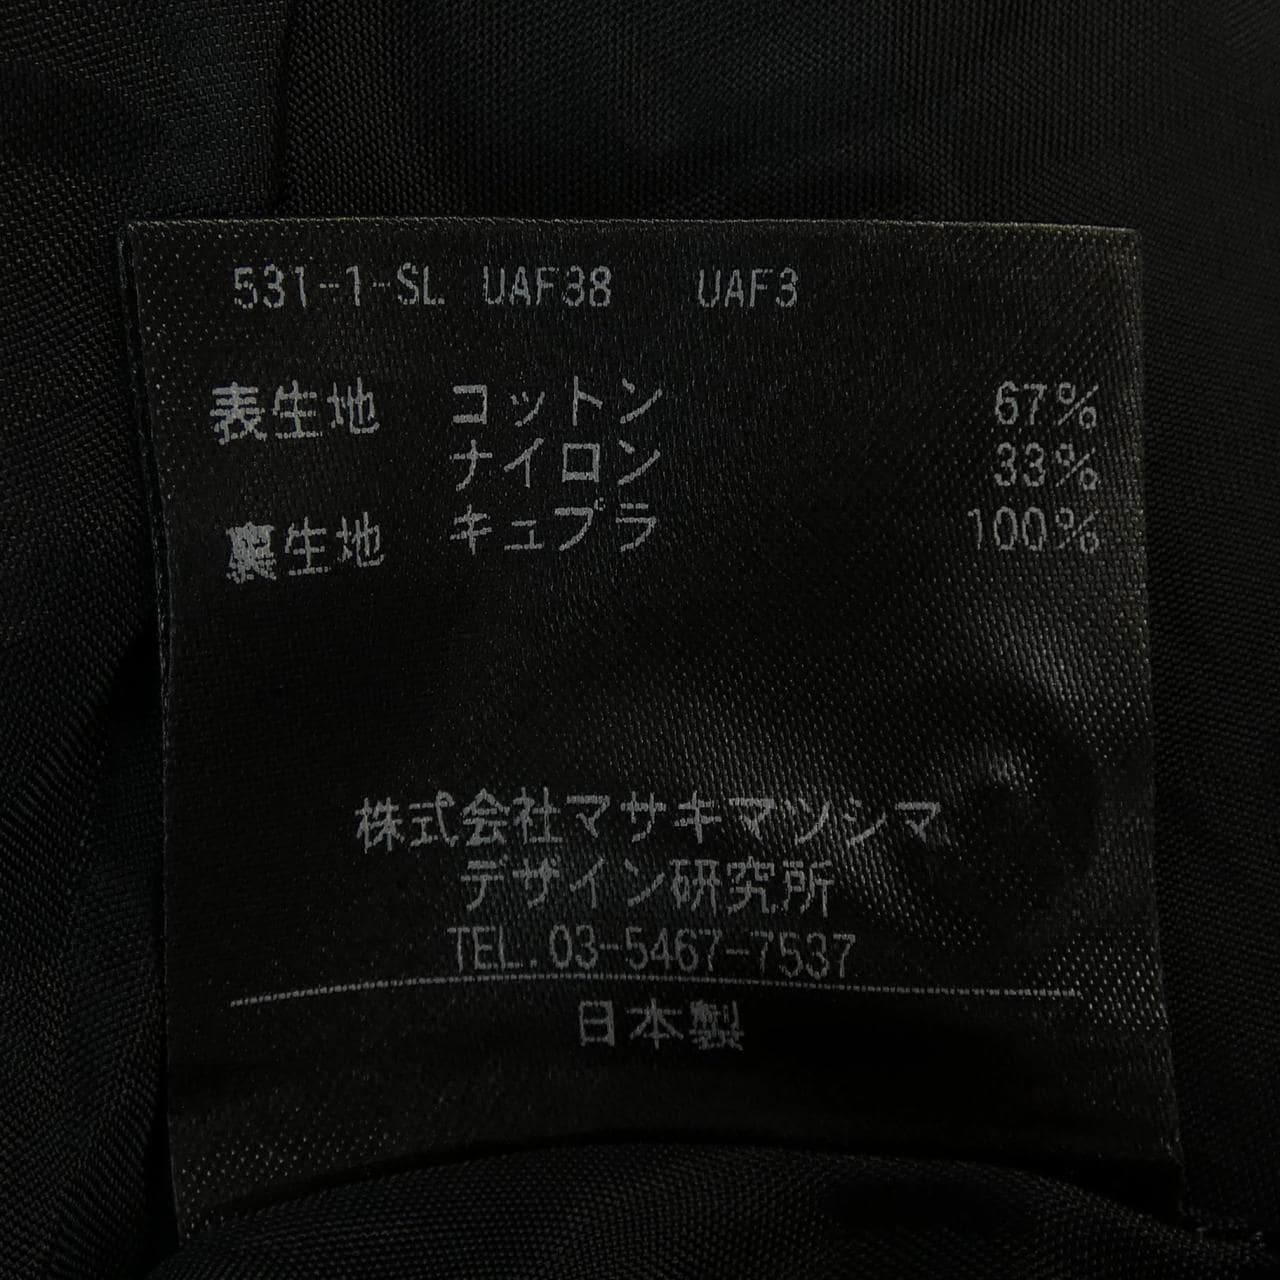 531-1-SL UAF38 UAF3
表生地 コットン 67%
ナイロン 33%
裏生地 キュプラ 100%
株式会社マサキマツシマ
デザイン研究所
TEL.03-5467-7537
日本製